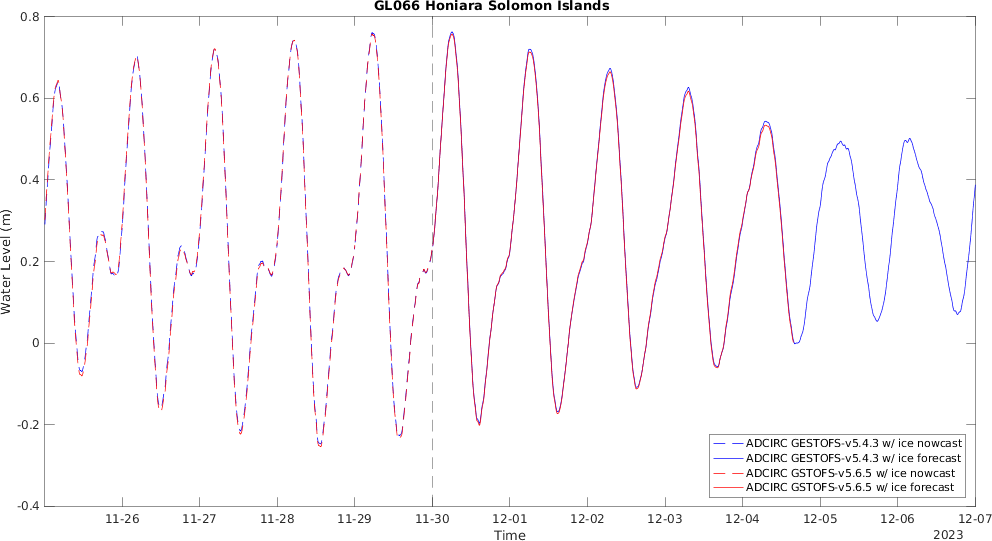 GL066 Honiara Solomon Islands
0.8
0.6
0.4
0.2
0
-0.2
-0.4
Water Level (m)
ADCIRC GESTOFS-v5.4.3 w/ ice nowcast
ADCIRC GESTOFS-v5.4.3 w/ ice forecast
ADCIRC GSTOFS-v5.6.5 w/ ice nowcast
ADCIRC GSTOFS-v5.6.5 w/ ice forecast
11-26 11-27 11-28 11-29 11-30 12-01 12-02 12-03 12-04 12-05 12-06 12-07
Time
2023